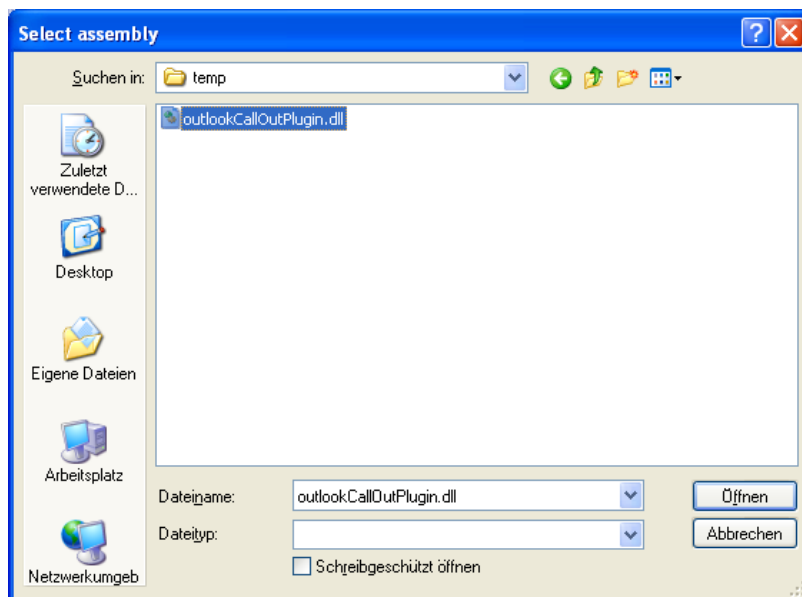 Select assembly
Suchen in: temp
outlookCallOutPlugin.dll
Zuletzt
verwendete D...
Desktop
Eigene Dateien
Arbeitsplatz
Netzwerkumgeb
Dateiname: outlookCallOutPlugin.dll Öffnen
Dateityp: Abbrechen
Schreibgeschützt öffnen